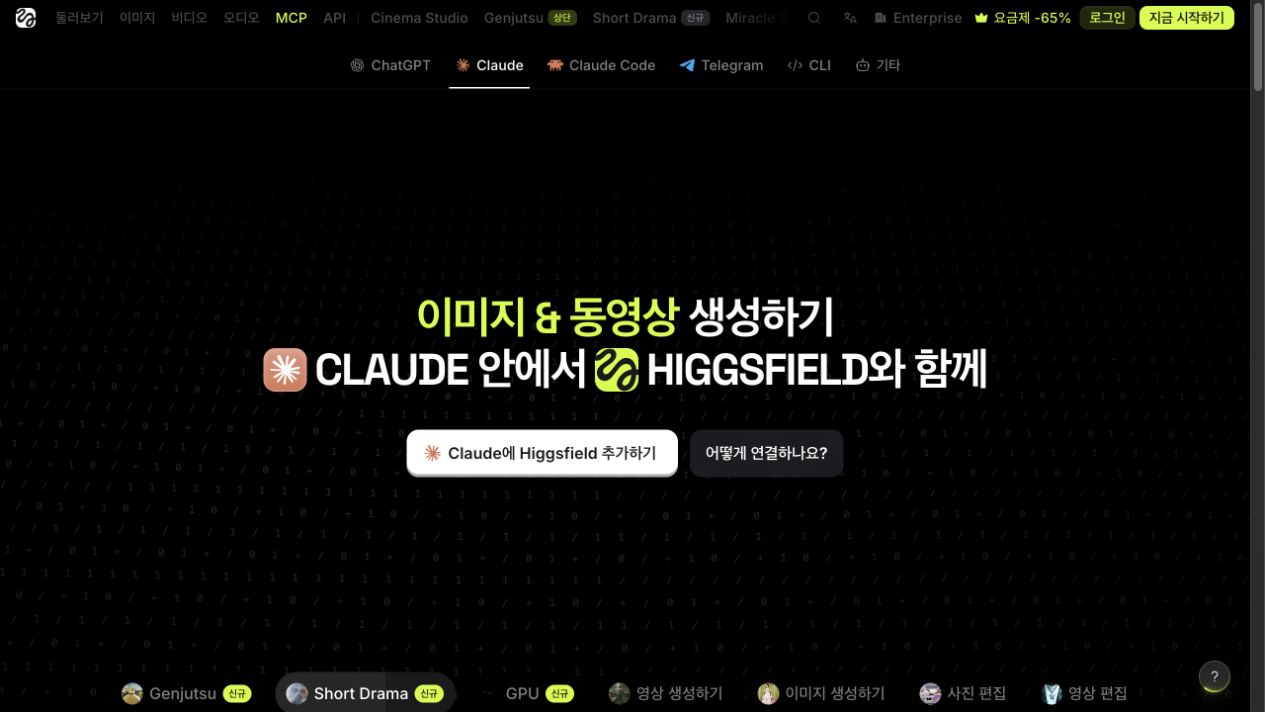 둘러보기 이미지 비디오 오디오 MCP API Cinema Studio Genjutsu 상단 Short Drama 신규 Miracle Enterprise 요금제 -65% 로그인 지금 시작하기
ChatGPT Claude Claude Code Telegram </> CLI 기타
이미지 & 동영상 생성하기
CLAUDE 안에서 HIGGSFIELD와 함께
Claude에 Higgsfield 추가하기 어떻게 연결하나요?
?
Genjutsu 신규 Short Drama 신규 GPU 신규 영상 생성하기 이미지 생성하기 사진 편집 영상 편집